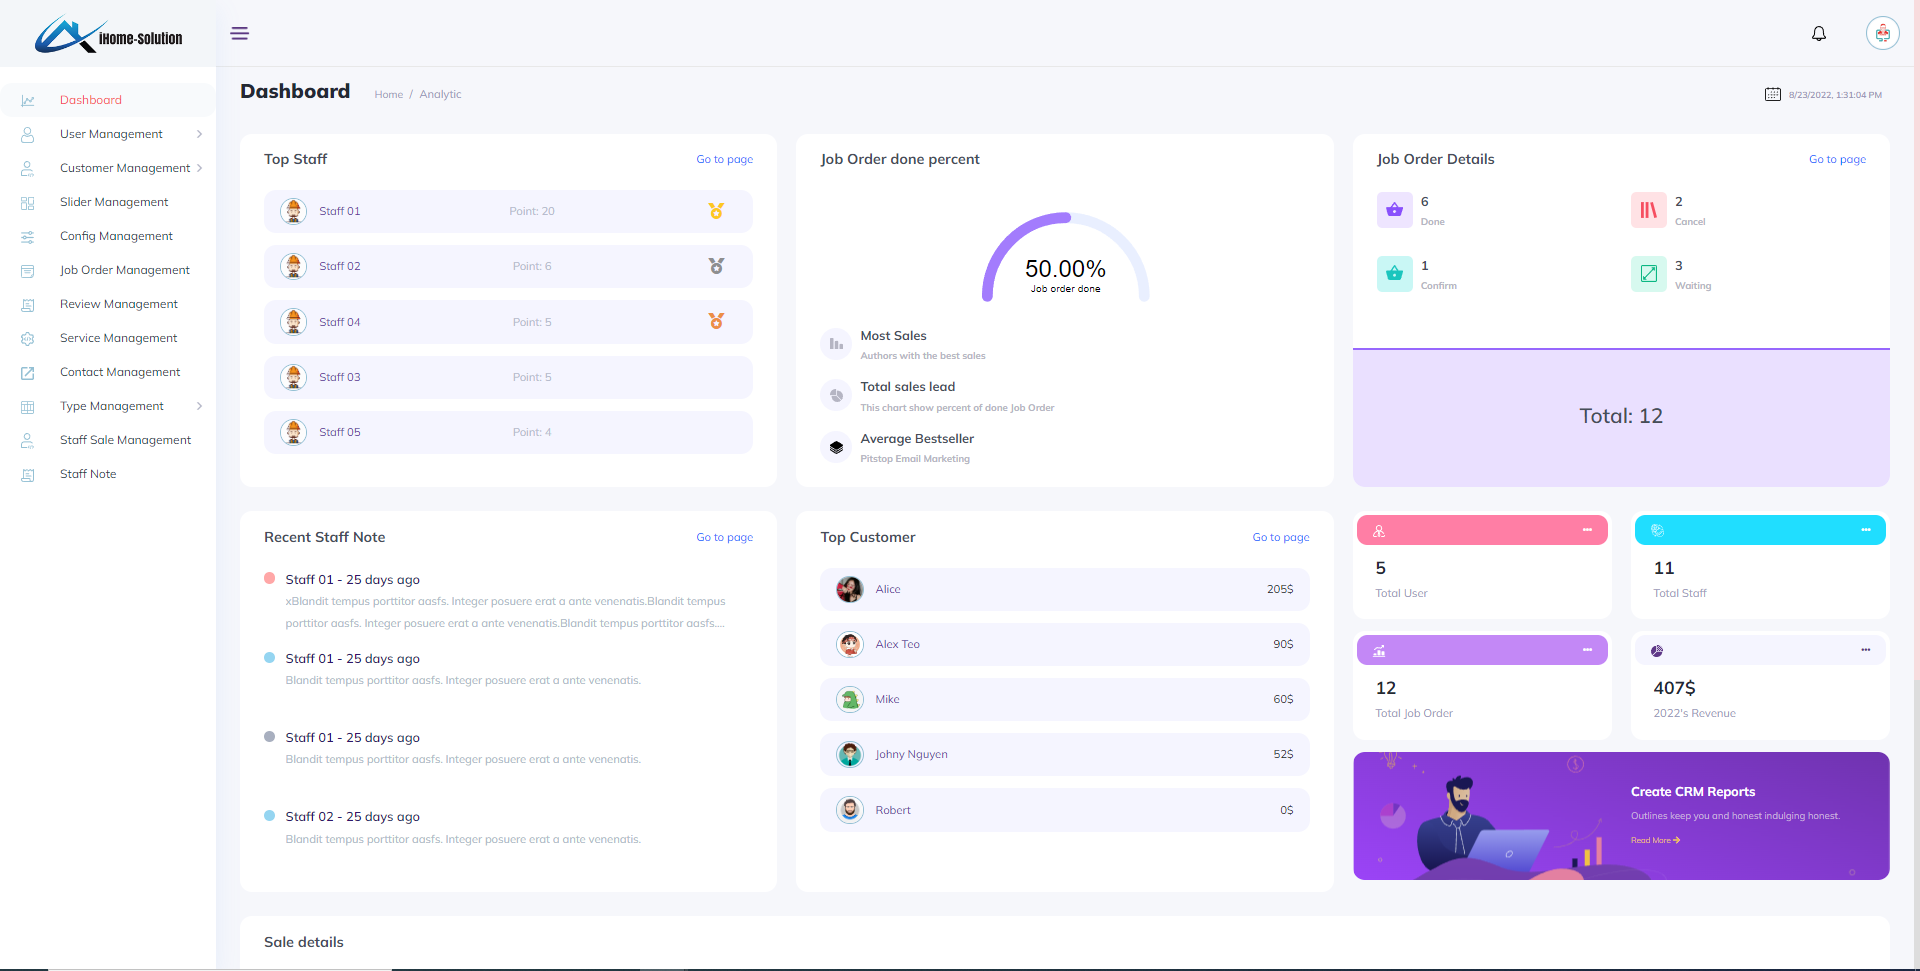 iHome-Solution
Dashboard
User Management
Customer Management
Slider Management
Config Management
Job Order Management
Review Management
Service Management
Contact Management
Type Management
Staff Sale Management
Staff Note
Dashboard
Home / Analytic
8/23/2022, 1:31:04 PM
Top Staff
Go to page
Staff 01 Point: 20
Staff 02 Point: 6
Staff 04 Point: 5
Staff 03 Point: 5
Staff 05 Point: 4
Job Order done percent
50.00%
Job order done
Most Sales
Authors with the best sales
Total sales lead
This chart show percent of done Job Order
Average Bestseller
Pitstop Email Marketing
Job Order Details
Go to page
6
Done
2
Cancel
1
Confirm
3
Waiting
Total: 12
Recent Staff Note
Go to page
Staff 01 - 25 days ago
xBlandit tempus porttitor aasfs. Integer posuere erat a ante venenatis.Blandit tempus
porttitor aasfs. Integer posuere erat a ante venenatis.Blandit tempus porttitor aasfs....
Staff 01 - 25 days ago
Blandit tempus porttitor aasfs. Integer posuere erat a ante venenatis.
Staff 01 - 25 days ago
Blandit tempus porttitor aasfs. Integer posuere erat a ante venenatis.
Staff 02 - 25 days ago
Blandit tempus porttitor aasfs. Integer posuere erat a ante venenatis.
Top Customer
Go to page
Alice 205$
Alex Teo 90$
Mike 60$
Johny Nguyen 52$
Robert 0$
5
Total User
11
Total Staff
12
Total Job Order
407$
2022's Revenue
Create CRM Reports
Outlines keep you and honest indulging honest.
Read More
Sale details